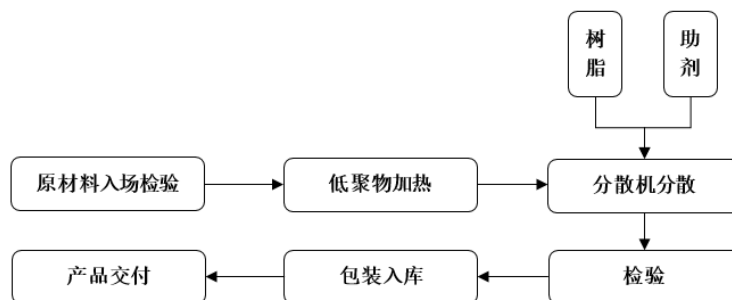 树
脂
助
剂
原材料入场检验
低聚物加热
分散机分散
产品交付
包装入库
检验